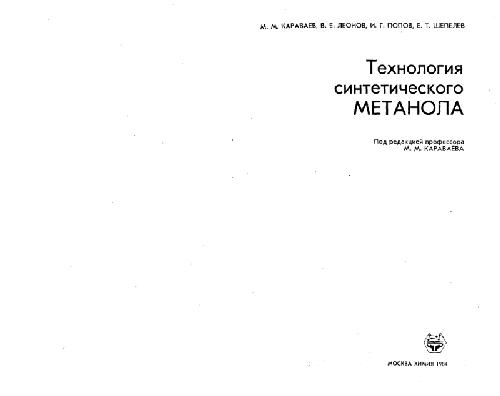 М. М. КАРАВАЕВ, В. Е. ЛЕОНОВ, И. Г. ПОПОВ, Е. Т. ШЕПЕЛЕВ
Технология
синтетического
МЕТАНОЛА
Под редакцией профессора
М. М. КАРАВАЕВА
МОСКВА ХИМИЯ 1984